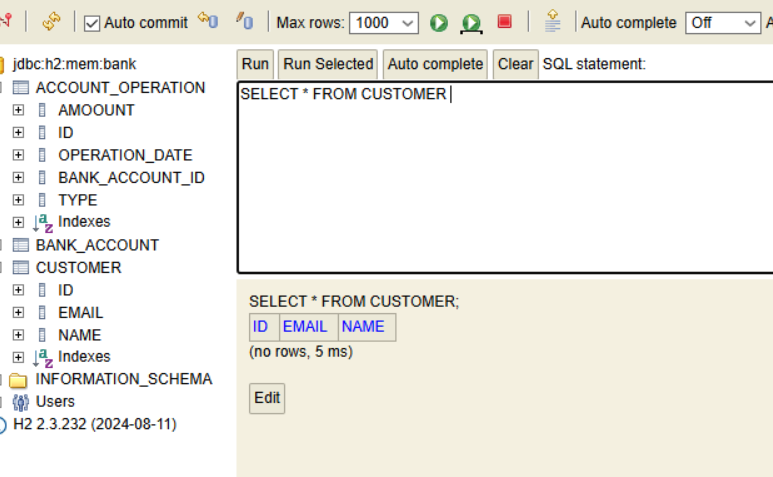 Auto commit Max rows: 1000 Auto complete Off A
jdbc:h2:mem:bank
ACCOUNT_OPERATION
AMOOUNT
ID
OPERATION_DATE
BANK_ACCOUNT_ID
TYPE
Indexes
BANK_ACCOUNT
CUSTOMER
ID
EMAIL
NAME
Indexes
INFORMATION_SCHEMA
Users
H2 2.3.232 (2024-08-11)
Run Run Selected Auto complete Clear SQL statement:
SELECT * FROM CUSTOMER
SELECT * FROM CUSTOMER;
ID EMAIL NAME
(no rows, 5 ms)
Edit